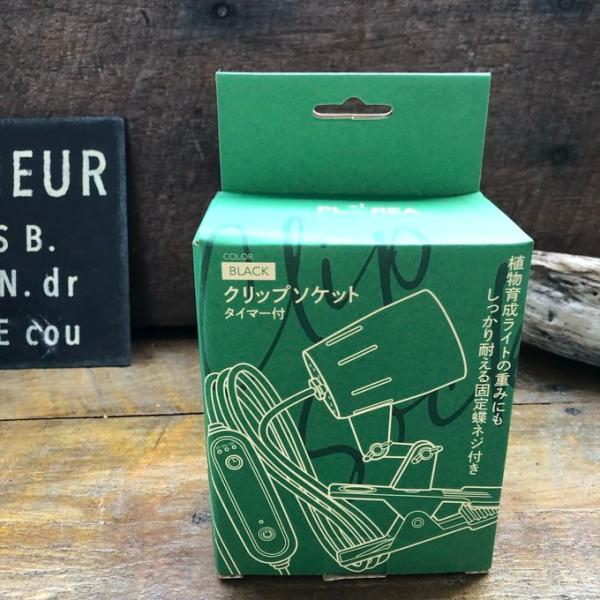 IEUR
S B.
N. dr
E cou
COLOR
BLACK
クリップソケット
タイマー付
Clip
植物育成ライトの重みにも
しっかり耐える固定蝶ネジ付き